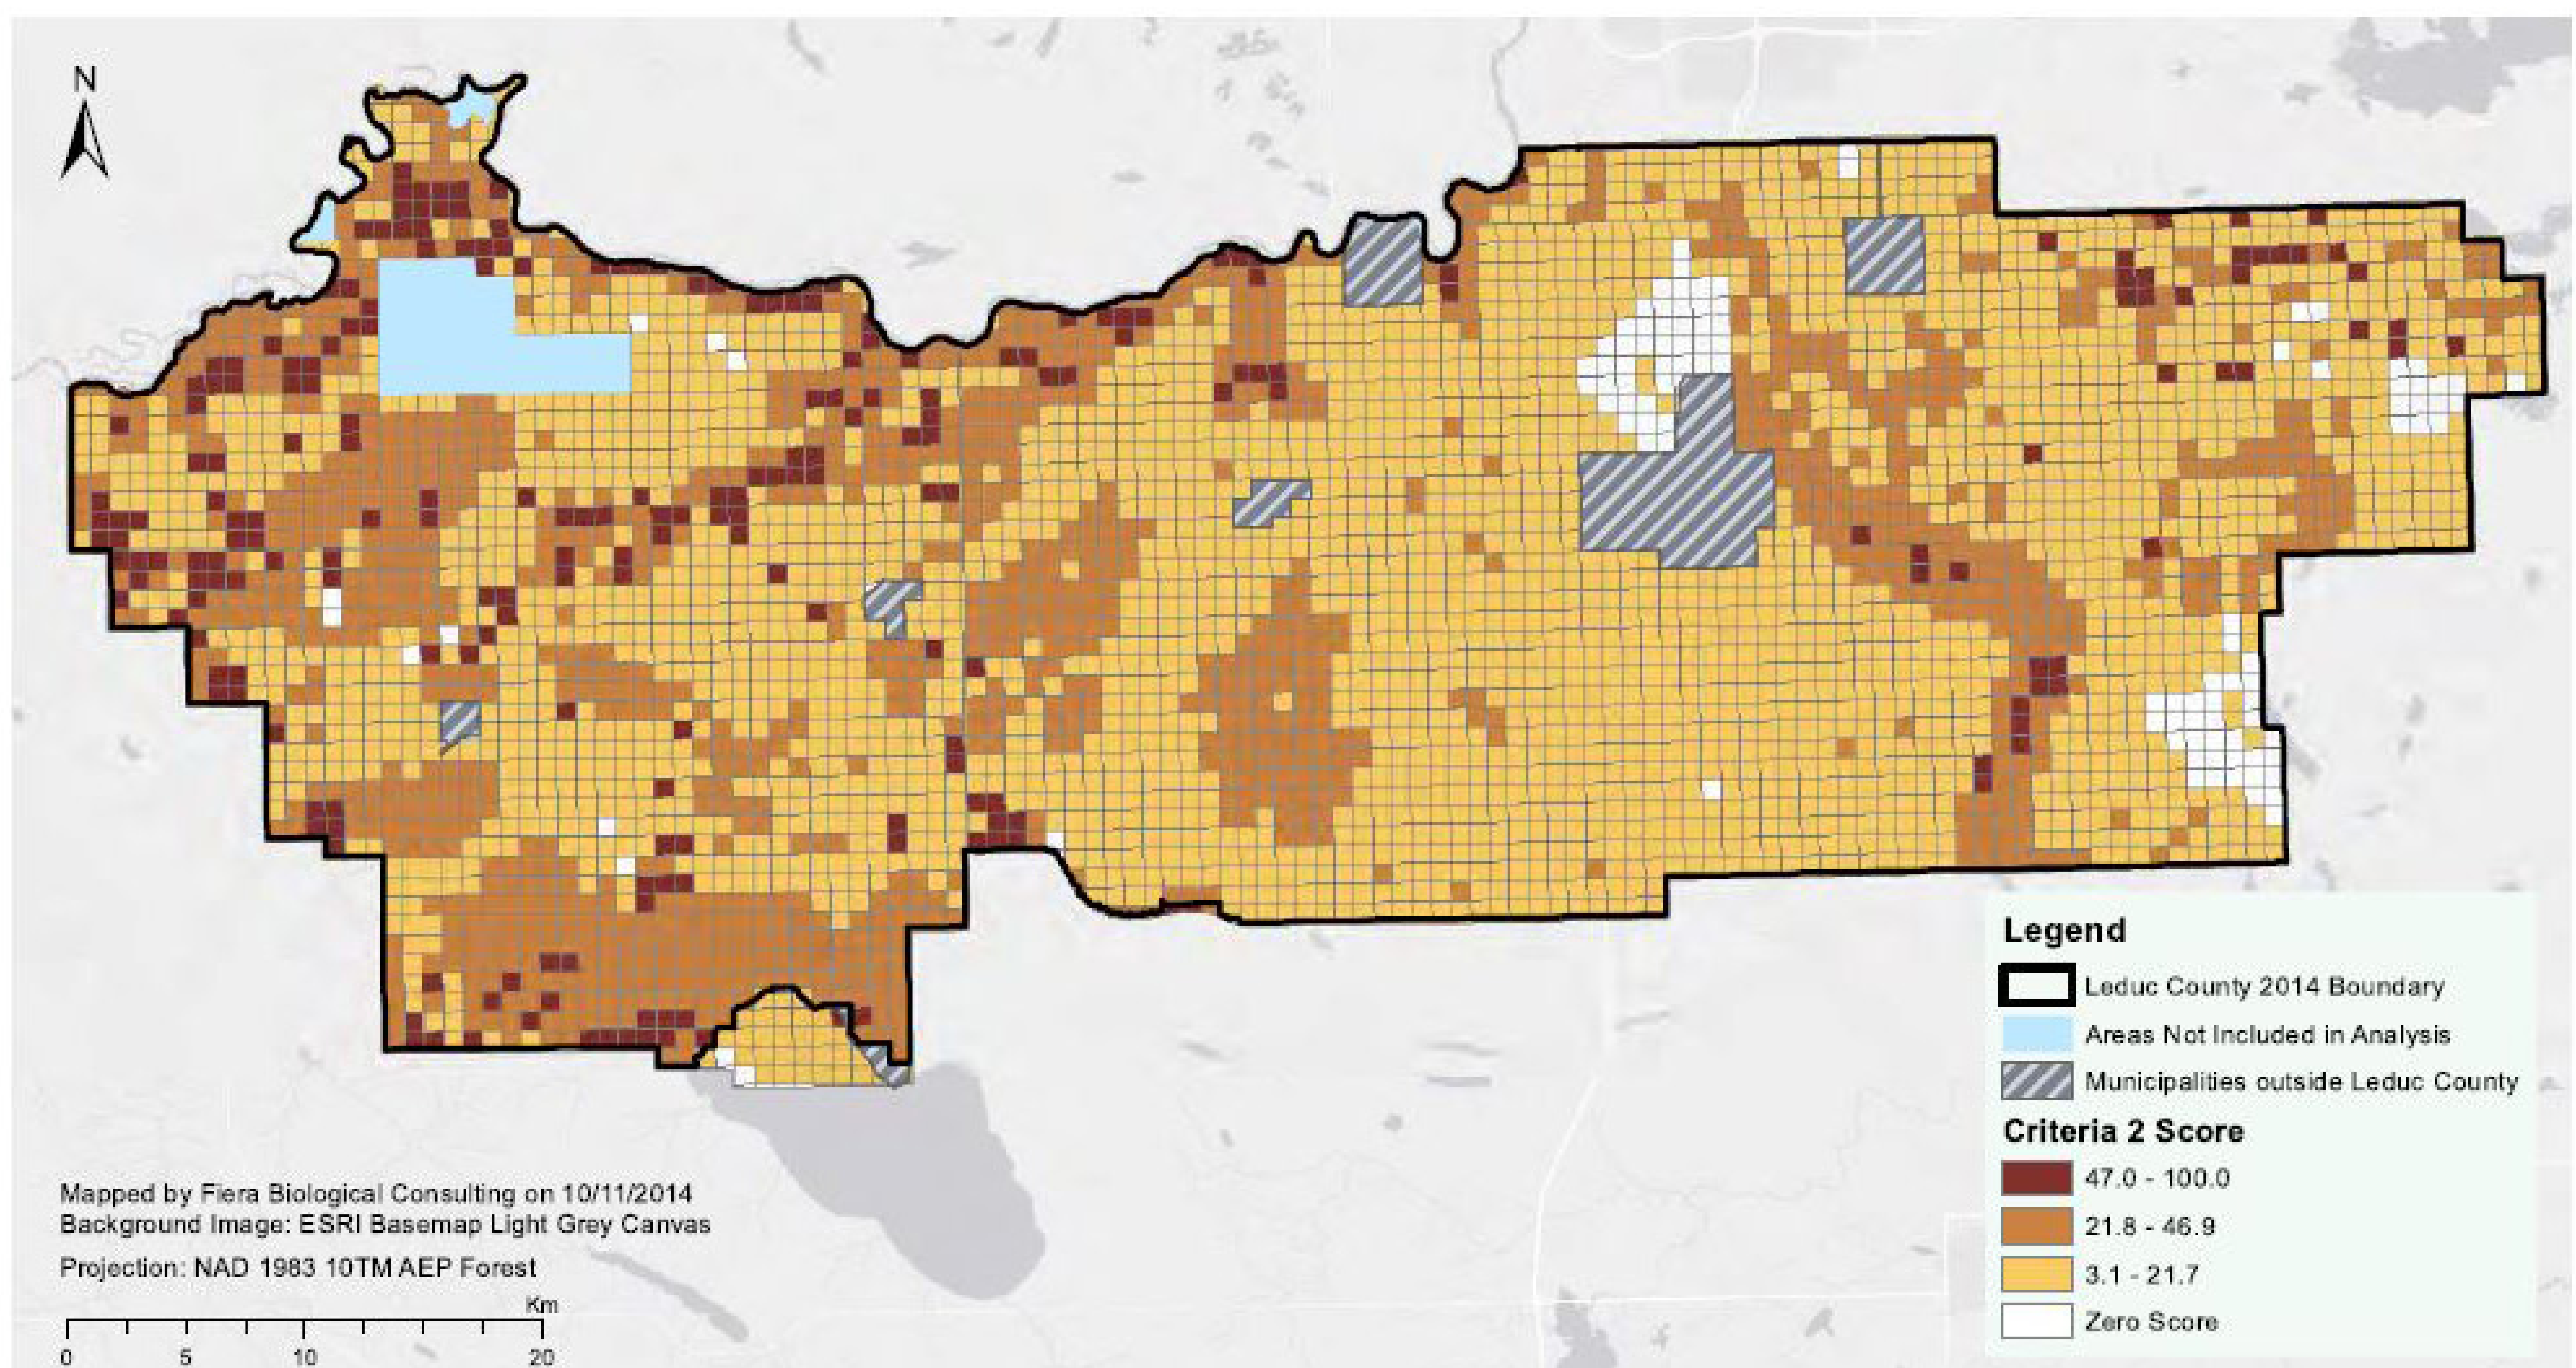 N
Legend
Leduc County 2014 Boundary
Areas Not Included in Analysis
Municipalities outside Leduc County
Criteria 2 Score
47.0 - 100.0
21.8 - 46.9
3.1 - 21.7
Zero Score
Mapped by Fiera Biological Consulting on 10/11/2014
Background Image: ESRI Basemap Light Grey Canvas
Projection: NAD 1983 10TM AEP Forest
Km
0 5 10 20